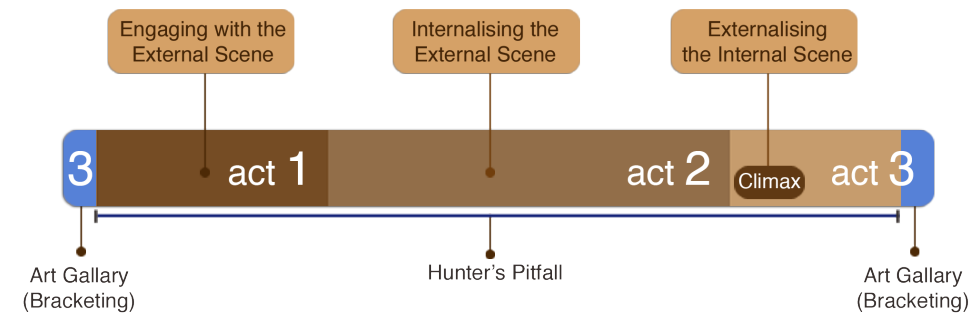 Engaging with the
External Scene
Internalising the
External Scene
Externalising
the Internal Scene
3
act 1
act 2
Climax
act 3
Art Gallary
(Bracketing)
Hunter's Pitfall
Art Gallary
(Bracketing)